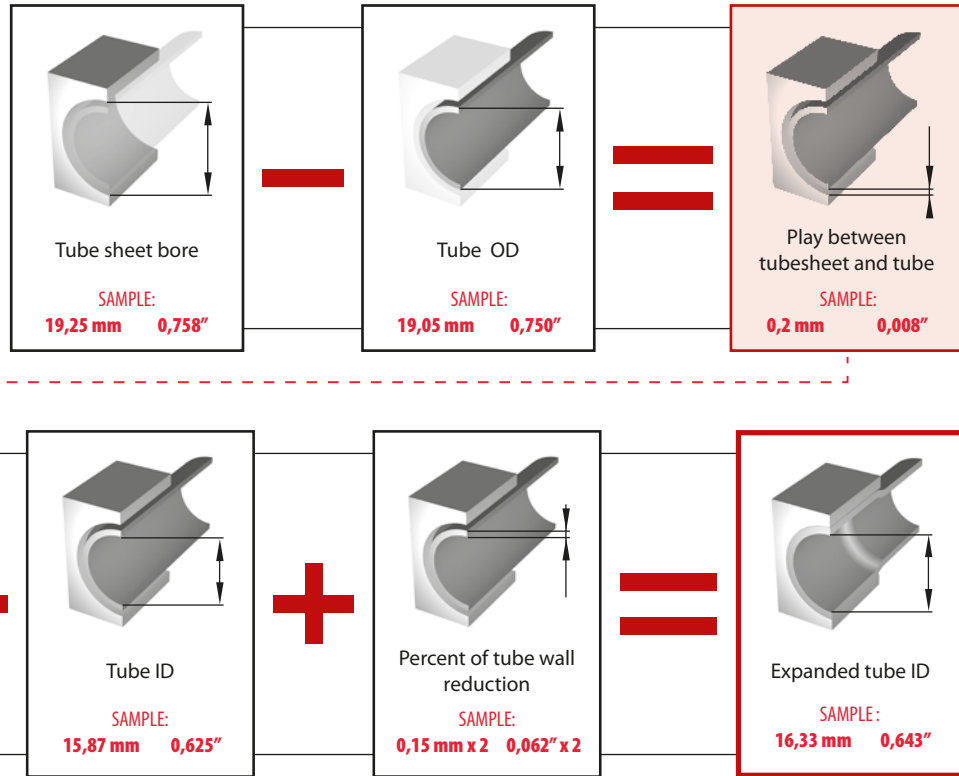 Tube sheet bore
SAMPLE:
19,25 mm 0,758”
Tube OD
SAMPLE:
19,05 mm 0,750”
Play between
tubesheet and tube
SAMPLE:
0,2 mm 0,008”
Tube ID
SAMPLE:
15,87 mm 0,625”
Percent of tube wall
reduction
SAMPLE:
0,15 mm x 2 0,062” x 2
Expanded tube ID
SAMPLE :
16,33 mm 0,643”